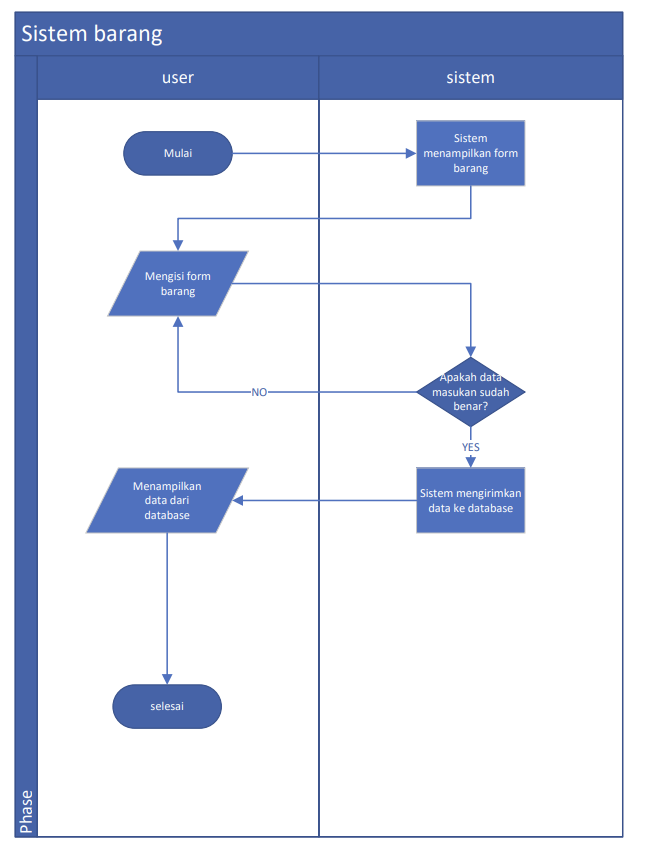 Sistem barang
user
sistem
Mulai
Sistem
menampilkan form
barang
Mengisi form
barang
Apakah data
masukan sudah
benar?
NO
YES
Menampilkan
data dari
database
Sistem mengirimkan
data ke database
selesai
Phase